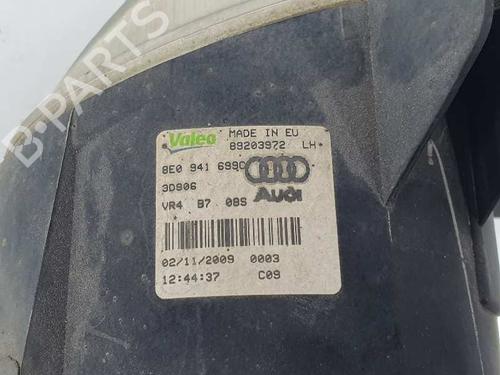 Valeo MADE IN EU
89203972 LH
8E0 941 699C
3D806
Audi
VR4 B7 08S
02/11/2009 0003
12:44:37 C09
B-PARTS